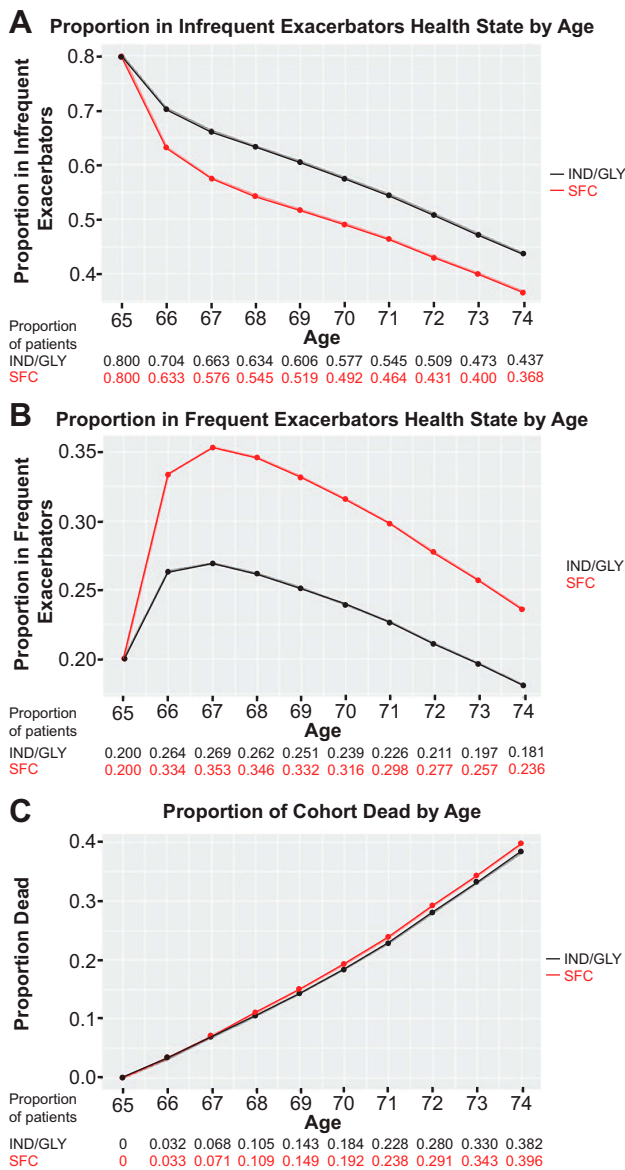 A Proportion in Infrequent Exacerbators Health State by Age
Proportion in Infrequent
Exacerbators
0.8
0.7
0.6
0.5
0.4
IND/GLY
SFC
65 66 67 68 69 70 71 72 73 74
Age
Proportion
of patients
IND/GLY 0.800 0.704 0.663 0.634 0.606 0.577 0.545 0.509 0.473 0.437
SFC 0.800 0.633 0.576 0.545 0.519 0.492 0.464 0.431 0.400 0.368
B Proportion in Frequent Exacerbators Health State by Age
Proportion in Frequent
Exacerbators
0.35
0.30
0.25
0.20
IND/GLY
SFC
65 66 67 68 69 70 71 72 73 74
Age
Proportion
of patients
IND/GLY 0.200 0.264 0.269 0.262 0.251 0.239 0.226 0.211 0.197 0.181
SFC 0.200 0.334 0.353 0.346 0.332 0.316 0.298 0.277 0.257 0.236
C Proportion of Cohort Dead by Age
Proportion Dead
0.4
0.3
0.2
0.1
0.0
IND/GLY
SFC
65 66 67 68 69 70 71 72 73 74
Age
Proportion
of patients
IND/GLY 0 0.032 0.068 0.105 0.143 0.184 0.228 0.280 0.330 0.382
SFC 0 0.033 0.071 0.109 0.149 0.192 0.238 0.291 0.343 0.396